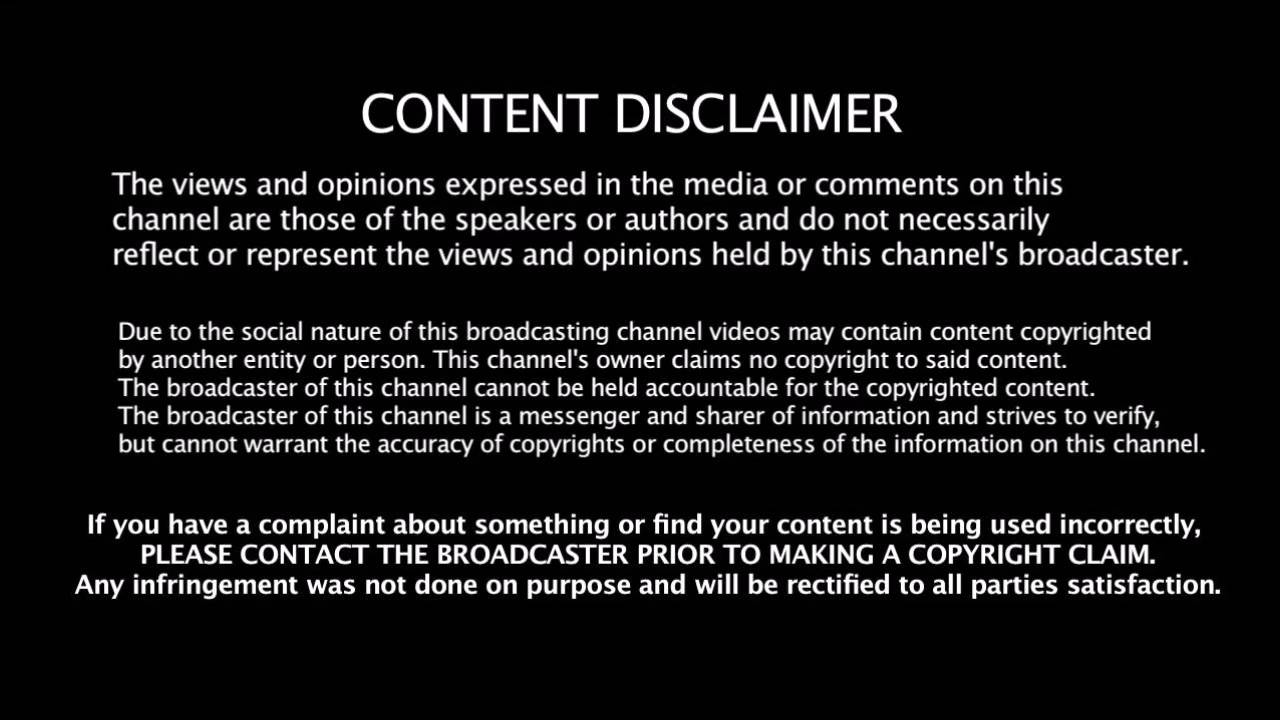 CONTENT DISCLAIMER
The views and opinions expressed in the media or comments on this
channel are those of the speakers or authors and do not necessarily
reflect or represent the views and opinions held by this channel's broadcaster.
Due to the social nature of this broadcasting channel videos may contain content copyrighted
by another entity or person. This channel's owner claims no copyright to said content.
The broadcaster of this channel cannot be held accountable for the copyrighted content.
The broadcaster of this channel is a messenger and sharer of information and strives to verify,
but cannot warrant the accuracy of copyrights or completeness of the information on this channel.
If you have a complaint about something or find your content is being used incorrectly,
PLEASE CONTACT THE BROADCASTER PRIOR TO MAKING A COPYRIGHT CLAIM.
Any infringement was not done on purpose and will be rectified to all parties satisfaction.